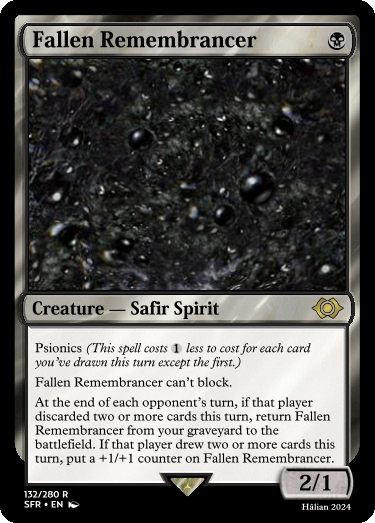 Fallen Remembrancer
Creature — Safir Spirit
Psionics (This spell costs 1 less to cost for each card
you've drawn this turn except the first.)
Fallen Remembrancer can't block.
At the end of each opponent's turn, if that player
discarded two or more cards this turn, return Fallen
Remembrancer from your graveyard to the
battlefield. If that player drew two or more cards this
turn, put a +1/+1 counter on Fallen Remembrancer.
2/1
132/280 R
SFR • EN
Hâlian 2024